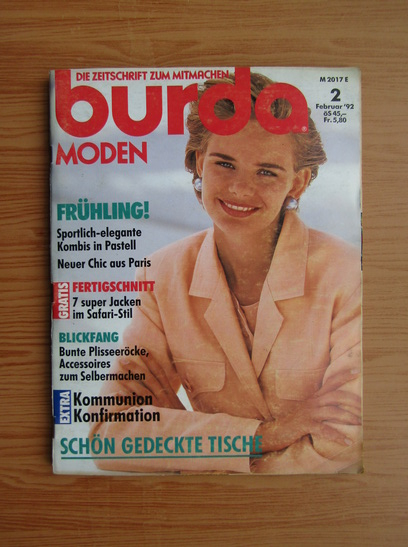 DIE ZEITSCHRIFT ZUM MITMACHEN
M 2017 E
burda
MODEN
2
Februar '92
öS 45,–
Fr. 5,80
FRÜHLING!
Sportlich-elegante
Kombis in Pastell
Neuer Chic aus Paris
GRATIS
FERTIGSCHNITT
7 super Jacken
im Safari-Stil
BLICKFANG
Bunte Plisseeröcke,
Accessoires
zum Selbermachen
EXTRA
Kommunion
Konfirmation
SCHÖN GEDECKTE TISCHE